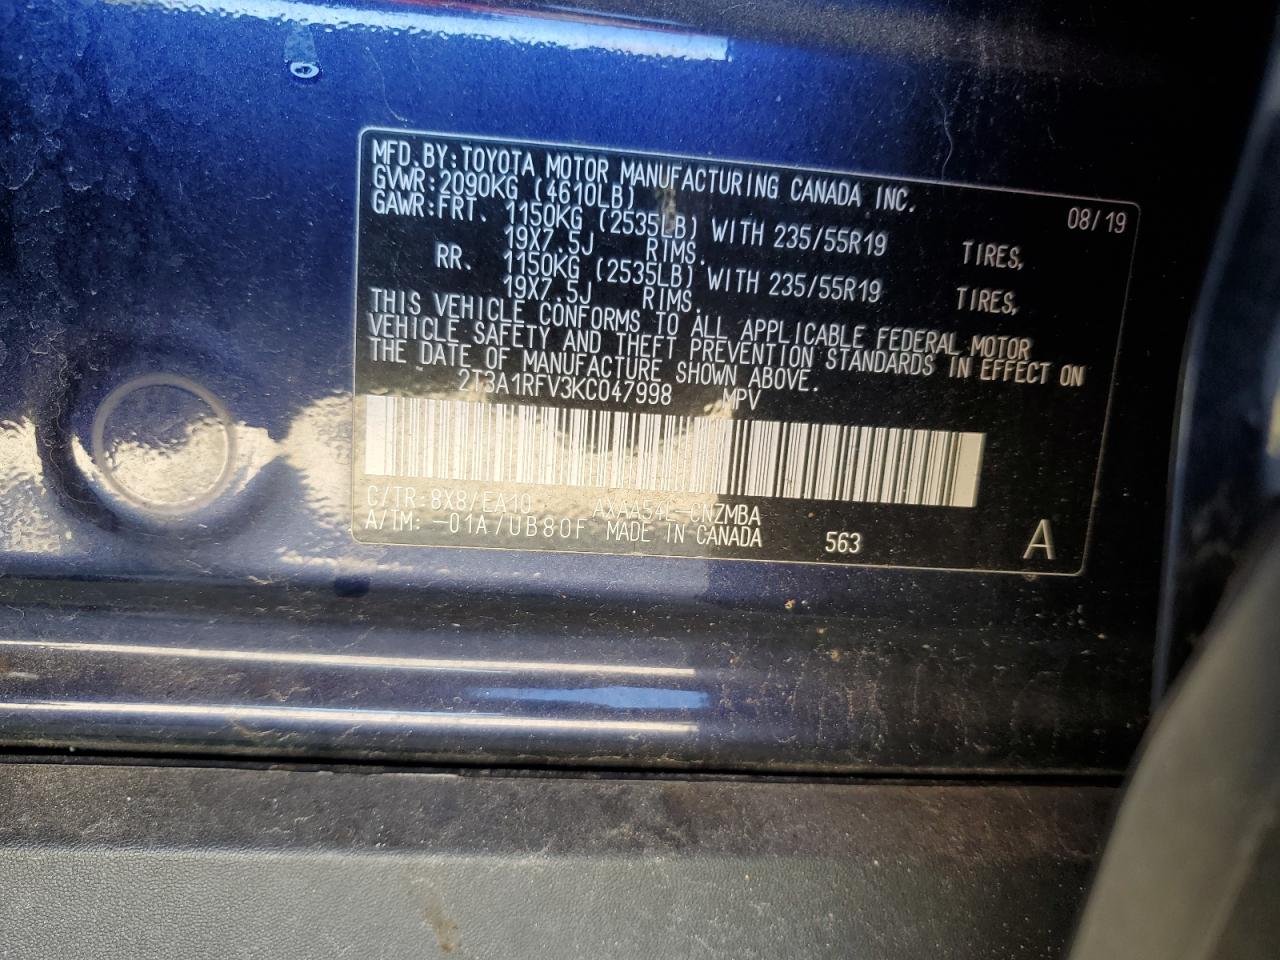 MFD.BY:TOYOTA MOTOR MANUFACTURING CANADA INC.
08/19
GVWR:2090KG (4610LB)
GAWR:FRT. 1150KG (2535LB) WITH 235/55R19 TIRES,
19X7.5J RIMS.
RR. 1150KG (2535LB) WITH 235/55R19 TIRES,
19X7.5J RIMS.
THIS VEHICLE CONFORMS TO ALL APPLICABLE FEDERAL MOTOR
VEHICLE SAFETY AND THEFT PREVENTION STANDARDS IN EFFECT ON
THE DATE OF MANUFACTURE SHOWN ABOVE.
2T3A1RFV3KC047998 MPV
C/TR:8X8/EA10 AXAA54L-CNZMBA
A/TM:-01A/UB80F MADE IN CANADA 563 A